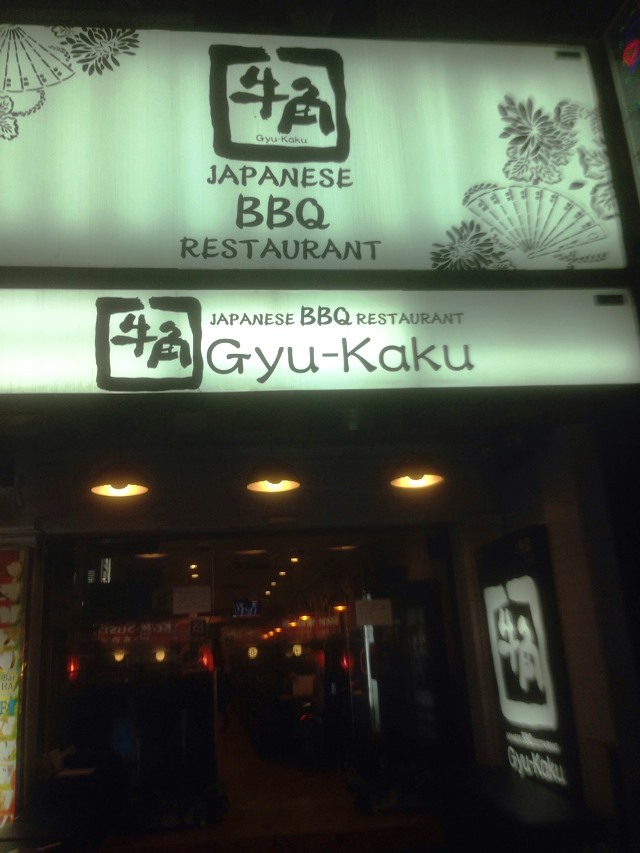 牛角
Gyu-Kaku
JAPANESE
BBQ
RESTAURANT
牛角
JAPANESE BBQ RESTAURANT
Gyu-Kaku
牛角
Gyu-Kaku